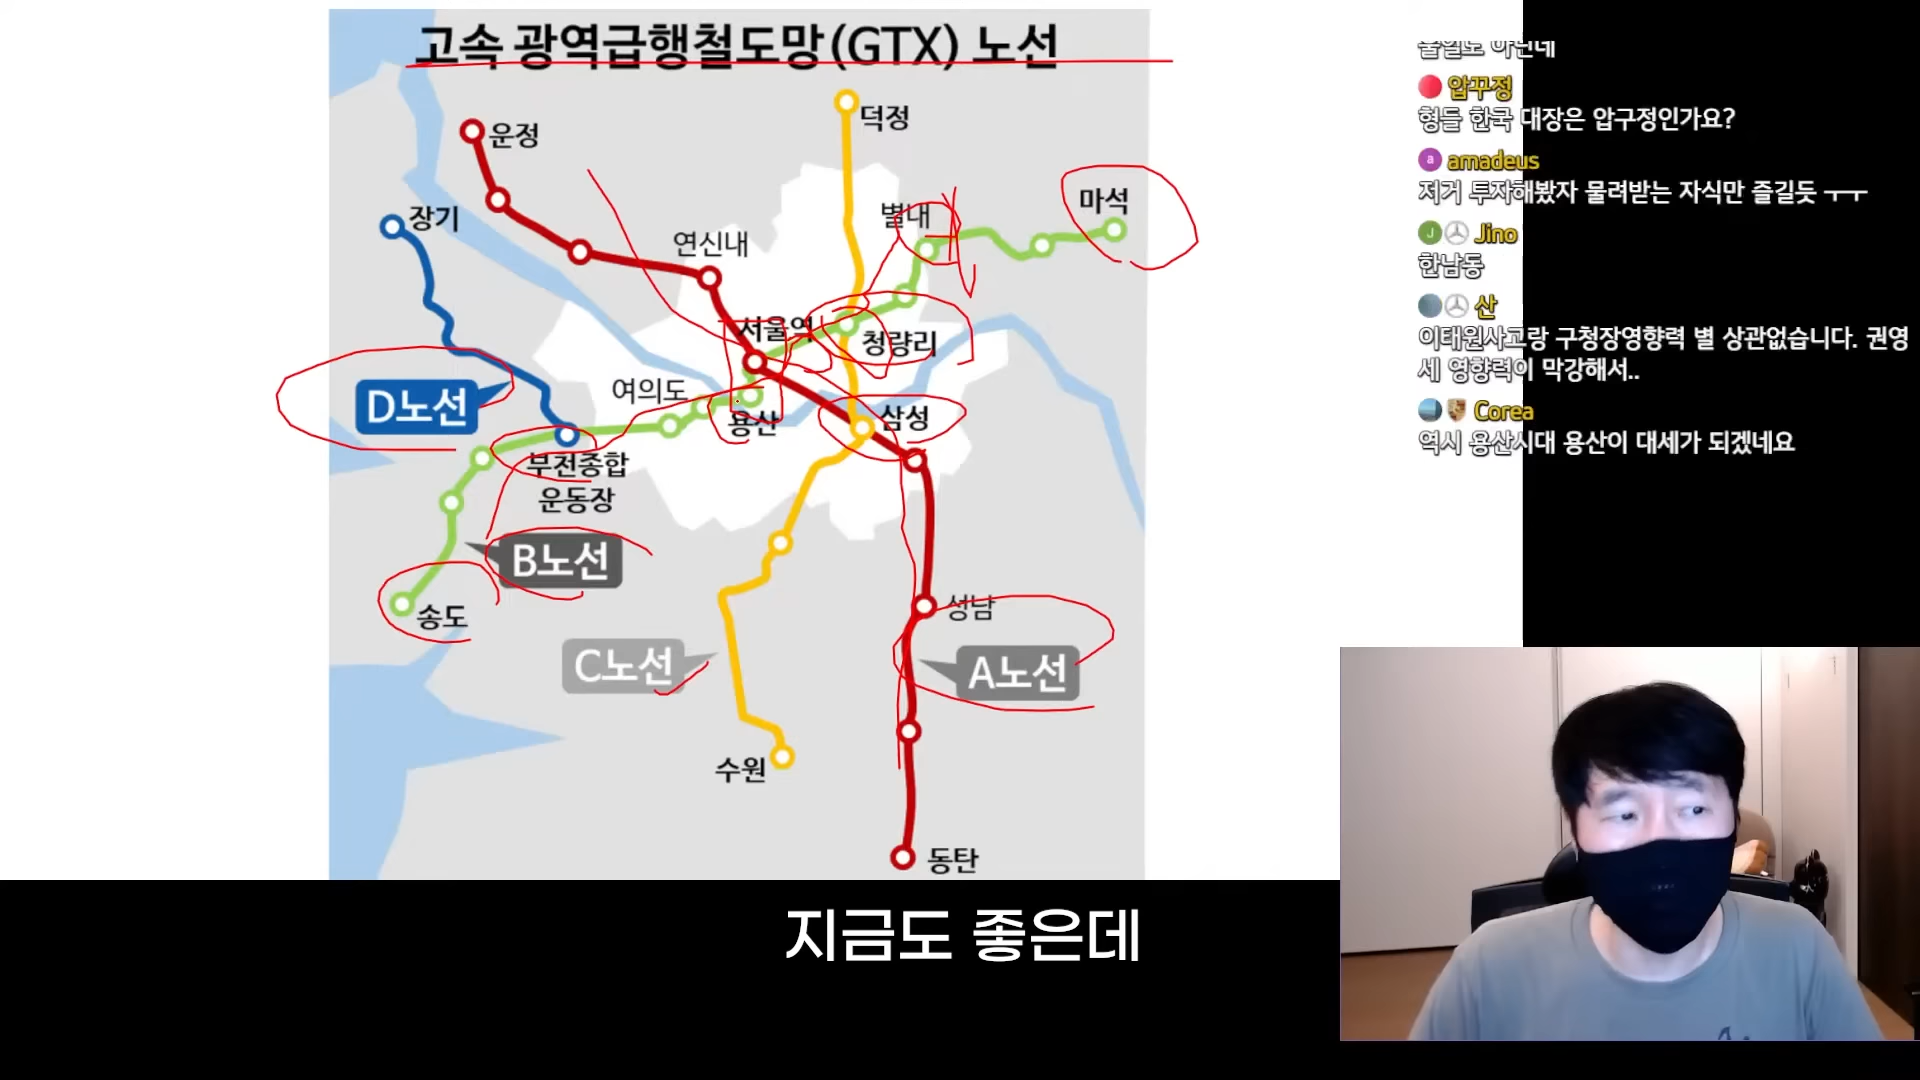 고속 광역급행철도망(GTX) 노선
덕정
운정
마석
장기
별내
연신내
서울역
청량리
D노선
여의도
용산
삼성
부천종합
운동장
B노선
성남
송도
C노선
A노선
수원
동탄
압꾸정
형들 한국 대장은 압구정인가요?
a amadeus
저거 투자해봤자 물려받는 자식만 즐길듯 ㅜㅜ
J Jino
한남동
산
이태원사고랑 구청장영향력 별 상관없습니다. 권영
세 영향력이 막강해서..
Corea
역시 용산시대 용산이 대세가 되겠네요
지금도 좋은데